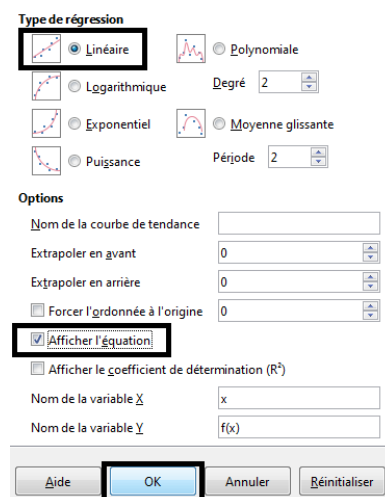 Type de régression
Linéaire Polynomiale
Logarithmique Degré 2
Exponentiel Moyenne glissante
Puissance Période 2
Options
Nom de la courbe de tendance
Extrapoler en avant 0
Extrapoler en arrière 0
Forcer l'ordonnée à l'origine 0
Afficher l'équation
Afficher le coefficient de détermination (R²)
Nom de la variable X x
Nom de la variable Y f(x)
Aide OK Annuler Réinitialiser